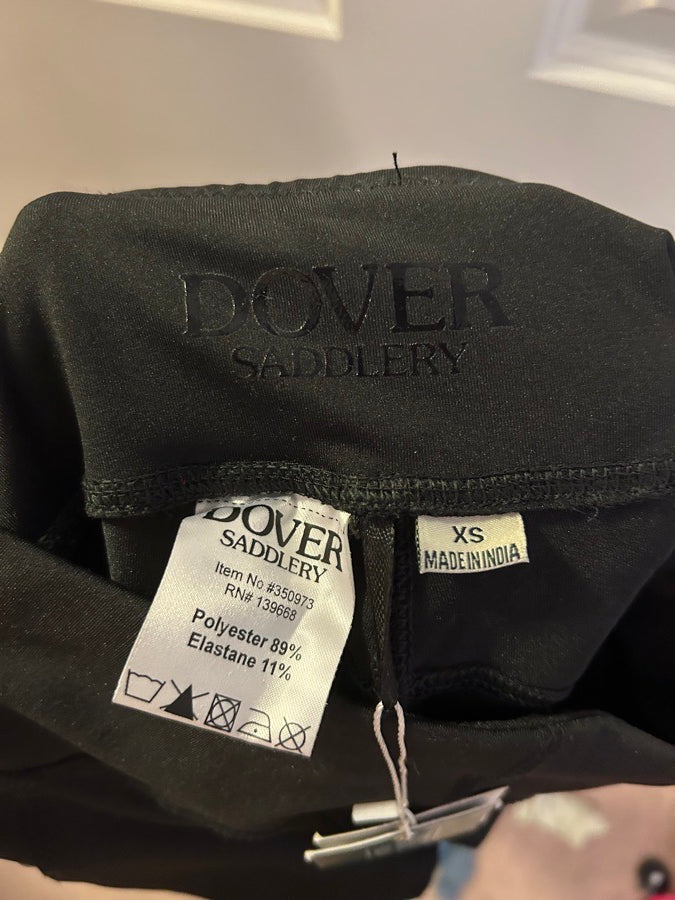 DOVER
SADDLERY
DOVER
SADDLERY
Item No #350973
RN# 139668
Polyester 89%
Elastane 11%
XS
MADE IN INDIA